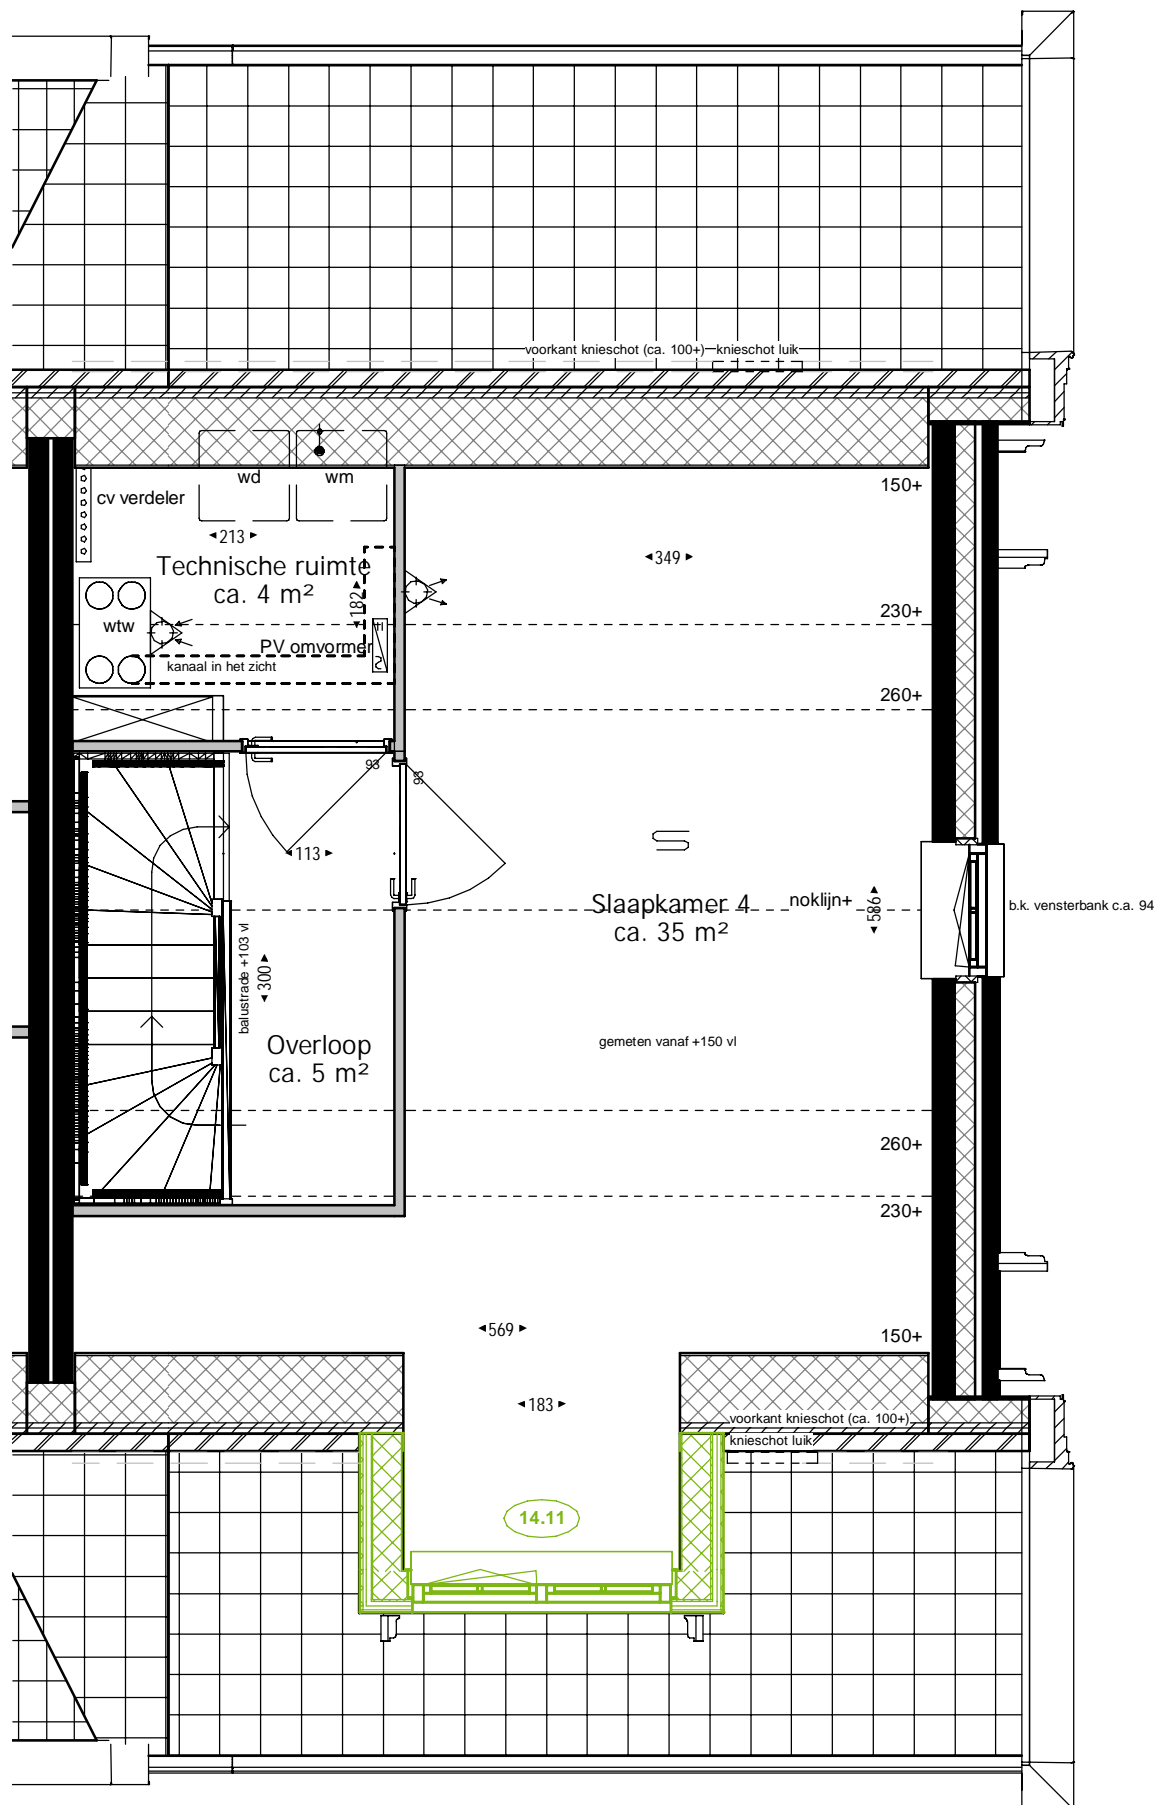 voorkant knieschot (ca. 100+)
knieschot luik
wd
wm
150+
cv verdeler
213
349
Technische ruimte
ca. 4 m²
182
230+
wtw
PV omvormer
kanaal in het zicht
260+
93
93
113
Slaapkamer 4
ca. 35 m²
noklijn+
586
b.k. vensterbank c.a. 94
balustrade +103 vl
300
Overloop
ca. 5 m²
gemeten vanaf +150 vl
260+
230+
569
150+
183
voorkant knieschot (ca. 100+)
knieschot luik
14.11